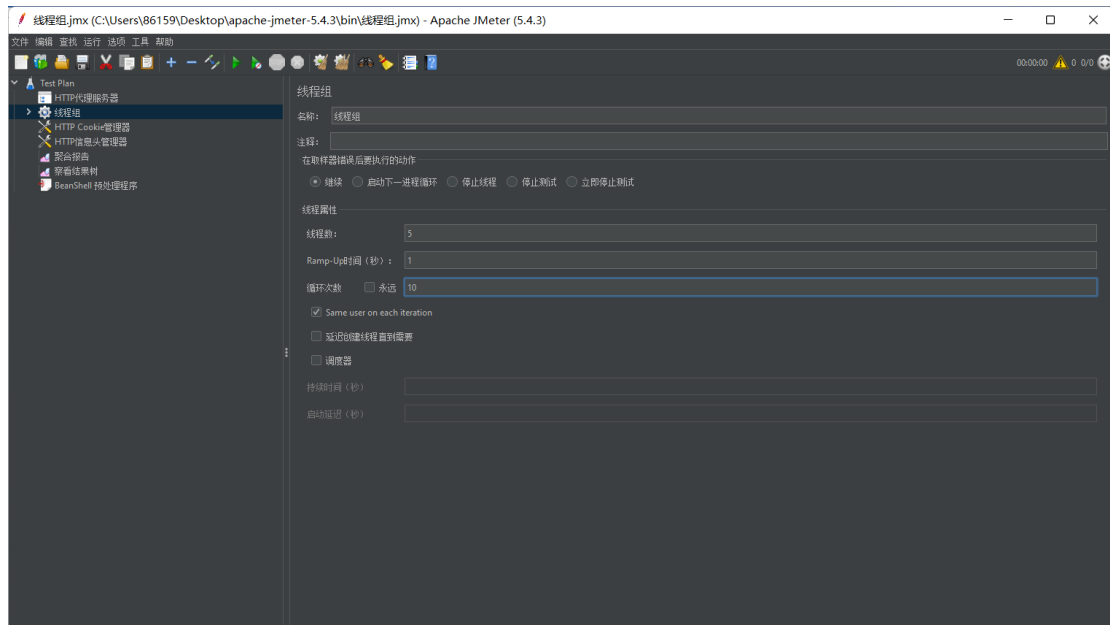 线程组.jmx (C:\Users\86159\Desktop\apache-jmeter-5.4.3\bin\线程组.jmx) - Apache JMeter (5.4.3)
文件 编辑 查找 运行 选项 工具 帮助
00:00:00 0 0/0
Test Plan
HTTP代理服务器
线程组
HTTP Cookie管理器
HTTP信息头管理器
聚合报告
察看结果树
BeanShell 预处理程序
线程组
名称: 线程组
注释:
在取样器错误后要执行的动作
继续 启动下一进程循环 停止线程 停止测试 立即停止测试
线程属性
线程数: 5
Ramp-Up时间（秒）: 1
循环次数 永远 10
Same user on each iteration
延迟创建线程直到需要
调度器
持续时间（秒）
启动延迟（秒）